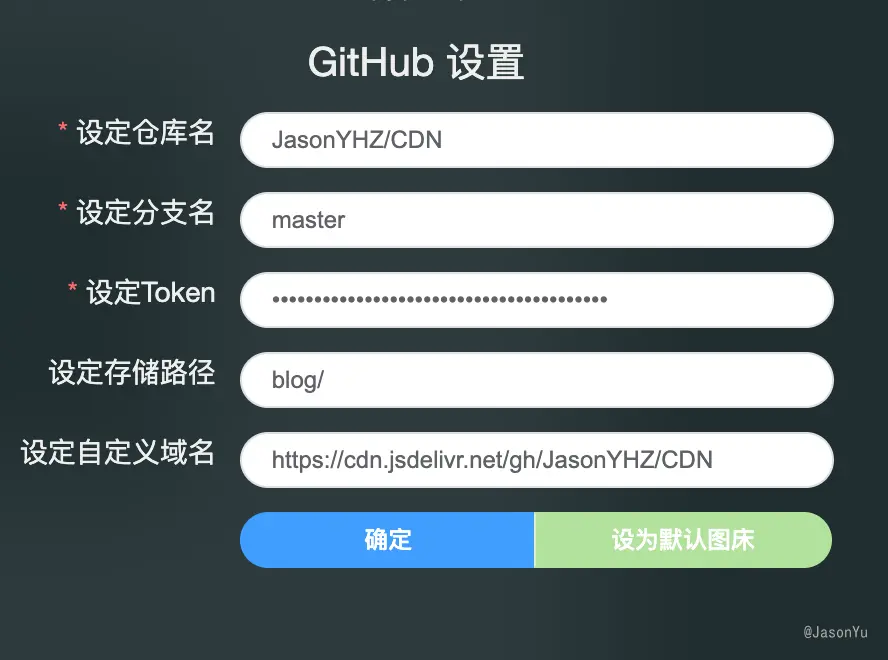 GitHub 设置
* 设定仓库名 JasonYHZ/CDN
* 设定分支名 master
* 设定Token ••••••••••••••••••••••••••••••••••••••••
设定存储路径 blog/
设定自定义域名 https://cdn.jsdelivr.net/gh/JasonYHZ/CDN
确定 设为默认图床
@JasonYu